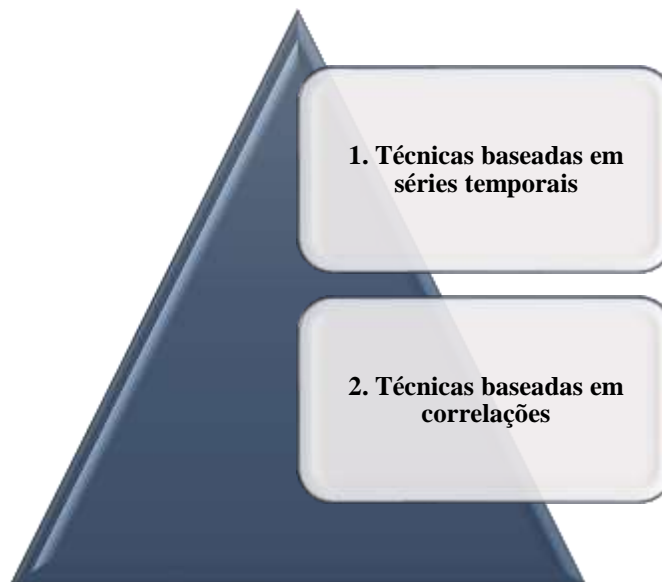 1. Técnicas baseadas em
séries temporais
2. Técnicas baseadas em
correlações